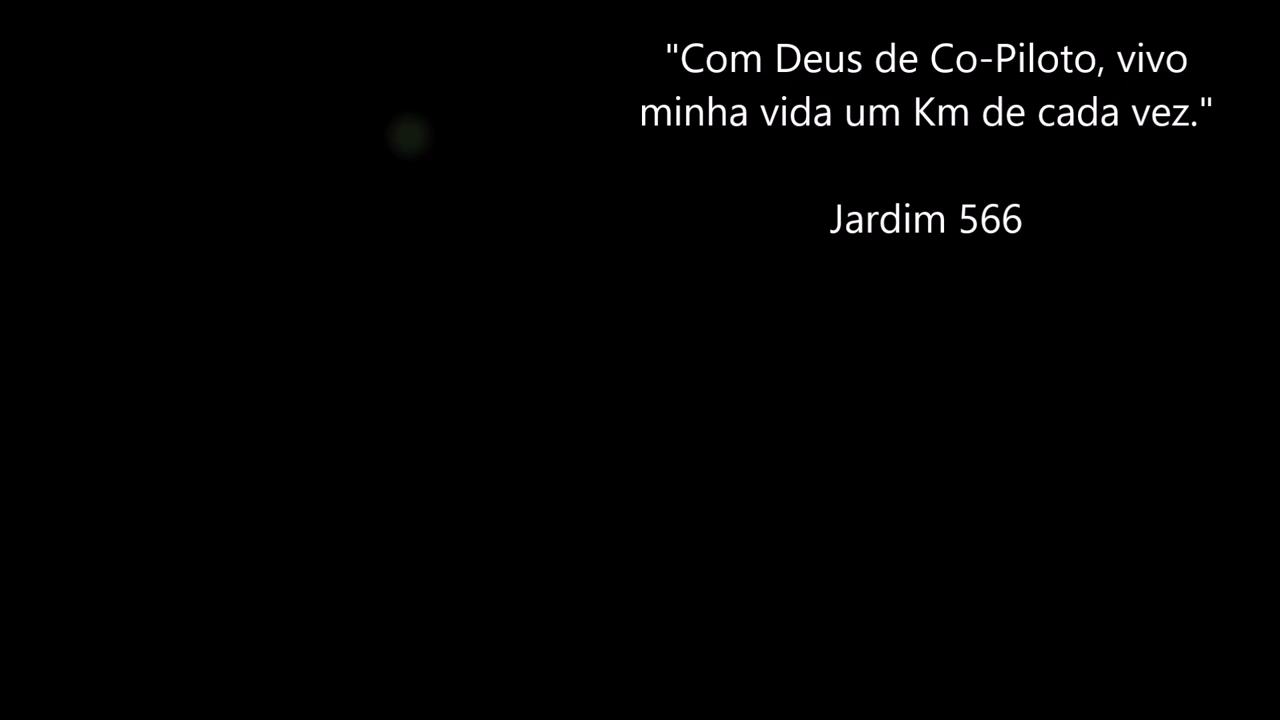 "Com Deus de Co-Piloto, vivo
minha vida um Km de cada vez."
Jardim 566